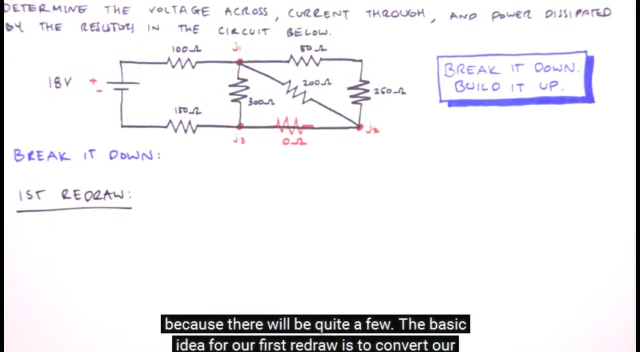 DETERMINE THE VOLTAGE ACROSS, CURRENT THROUGH, AND POWER DISSIPATED
BY THE RESISTORS IN THE CIRCUIT BELOW.
J1
100Ω
50Ω
BREAK IT DOWN.
BUILD IT UP.
18V
+
-
300Ω
200Ω
250Ω
150Ω
J3
0Ω
J2
BREAK IT DOWN:
1ST REDRAW:
because there will be quite a few. The basic
idea for our first redraw is to convert our